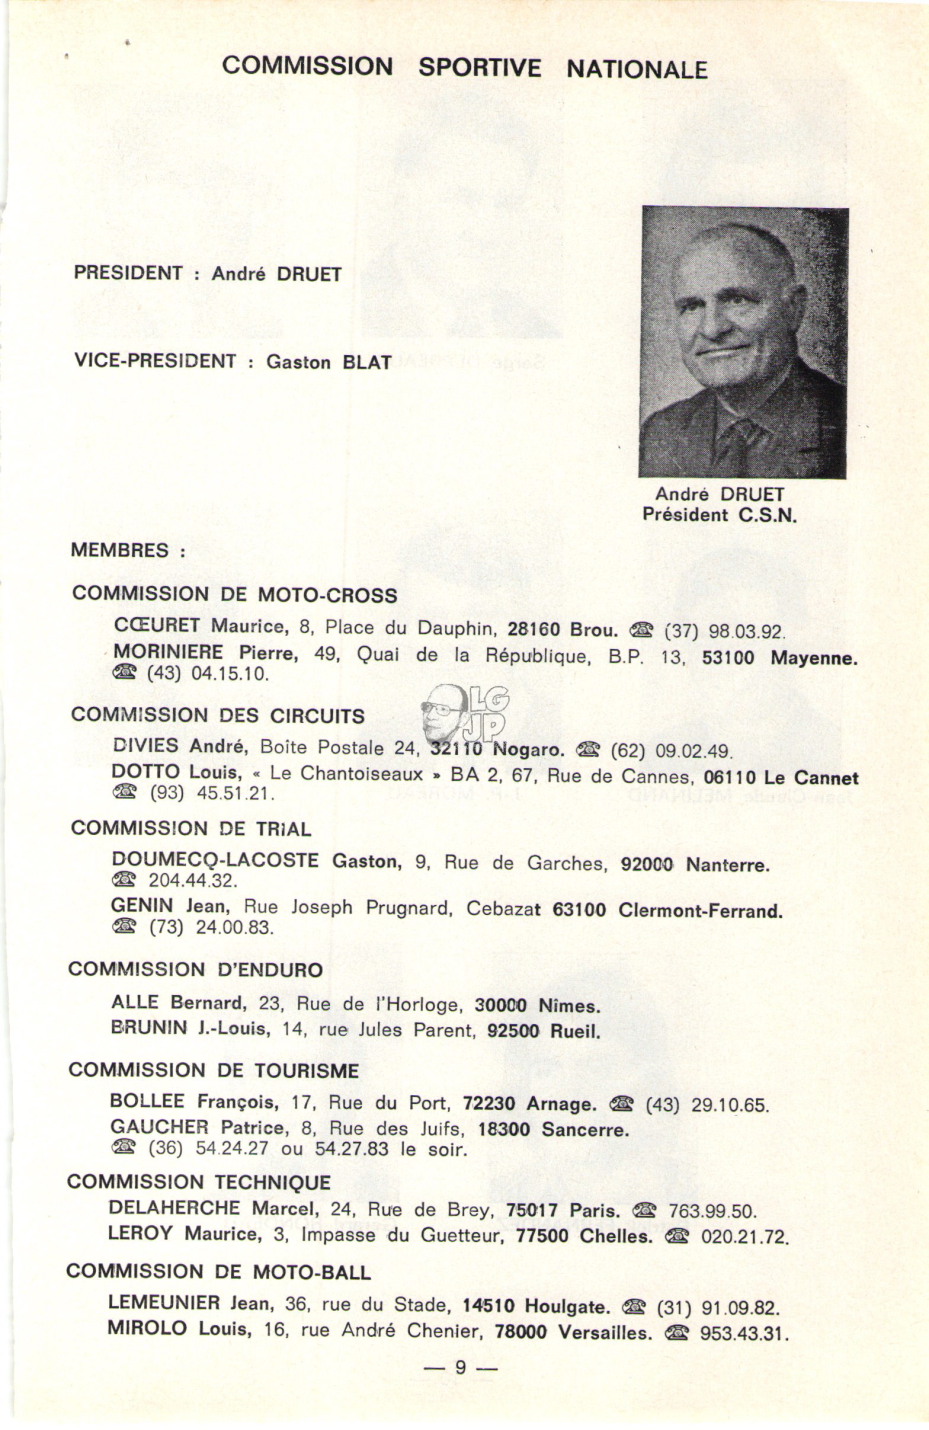 COMMISSION SPORTIVE NATIONALE
PRESIDENT : André DRUET
VICE-PRESIDENT : Gaston BLAT
André DRUET
Président C.S.N.
MEMBRES :
COMMISSION DE MOTO-CROSS
CŒURET Maurice, 8, Place du Dauphin, 28160 Brou. ☎ (37) 98.03.92.
MORINIERE Pierre, 49, Quai de la République, B.P. 13, 53100 Mayenne.
☎ (43) 04.15.10.
LG
JP
COMMISSION DES CIRCUITS
DIVIES André, Boîte Postale 24, 32110 Nogaro. ☎ (62) 09.02.49.
DOTTO Louis, « Le Chantoiseaux » BA 2, 67, Rue de Cannes, 06110 Le Cannet
☎ (93) 45.51.21.
COMMISSION DE TRIAL
DOUMECQ-LACOSTE Gaston, 9, Rue de Garches, 92000 Nanterre.
☎ 204.44.32.
GENIN Jean, Rue Joseph Prugnard, Cebazat 63100 Clermont-Ferrand.
☎ (73) 24.00.83.
COMMISSION D'ENDURO
ALLE Bernard, 23, Rue de l'Horloge, 30000 Nîmes.
BRUNIN J.-Louis, 14, rue Jules Parent, 92500 Rueil.
COMMISSION DE TOURISME
BOLLEE François, 17, Rue du Port, 72230 Arnage. ☎ (43) 29.10.65.
GAUCHER Patrice, 8, Rue des Juifs, 18300 Sancerre.
☎ (36) 54.24.27 ou 54.27.83 le soir.
COMMISSION TECHNIQUE
DELAHERCHE Marcel, 24, Rue de Brey, 75017 Paris. ☎ 763.99.50.
LEROY Maurice, 3, Impasse du Guetteur, 77500 Chelles. ☎ 020.21.72.
COMMISSION DE MOTO-BALL
LEMEUNIER Jean, 36, rue du Stade, 14510 Houlgate. ☎ (31) 91.09.82.
MIROLO Louis, 16, rue André Chenier, 78000 Versailles. ☎ 953.43.31.
— 9 —